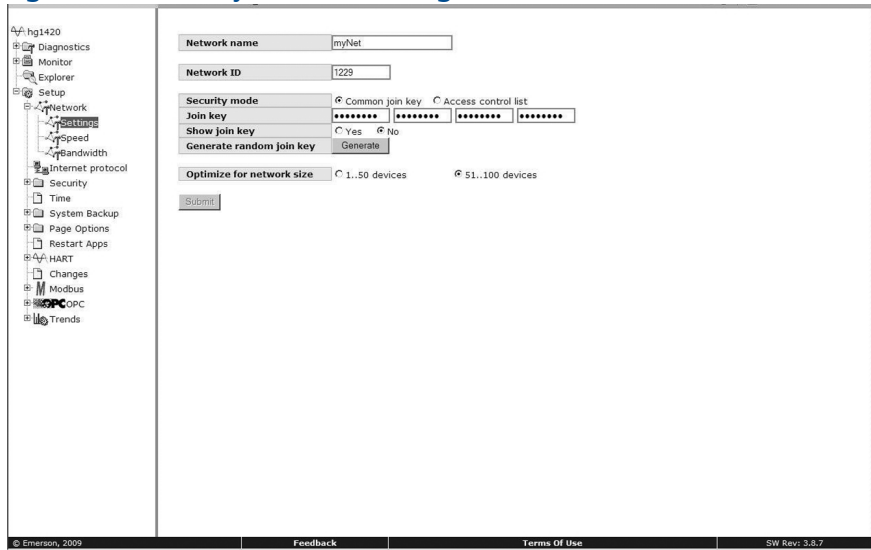 hg1420
Diagnostics
Monitor
Explorer
Setup
Network
Settings
Speed
Bandwidth
Internet protocol
Security
Time
System Backup
Page Options
Restart Apps
HART
Changes
Modbus
OPC OPC
Trends
Network name myNet
Network ID 1229
Security mode Common join key Access control list
Join key •••••••• •••••••• •••••••• ••••••••
Show join key Yes No
Generate random join key Generate
Optimize for network size 1..50 devices 51..100 devices
Submit
© Emerson, 2009 Feedback Terms Of Use SW Rev: 3.8.7